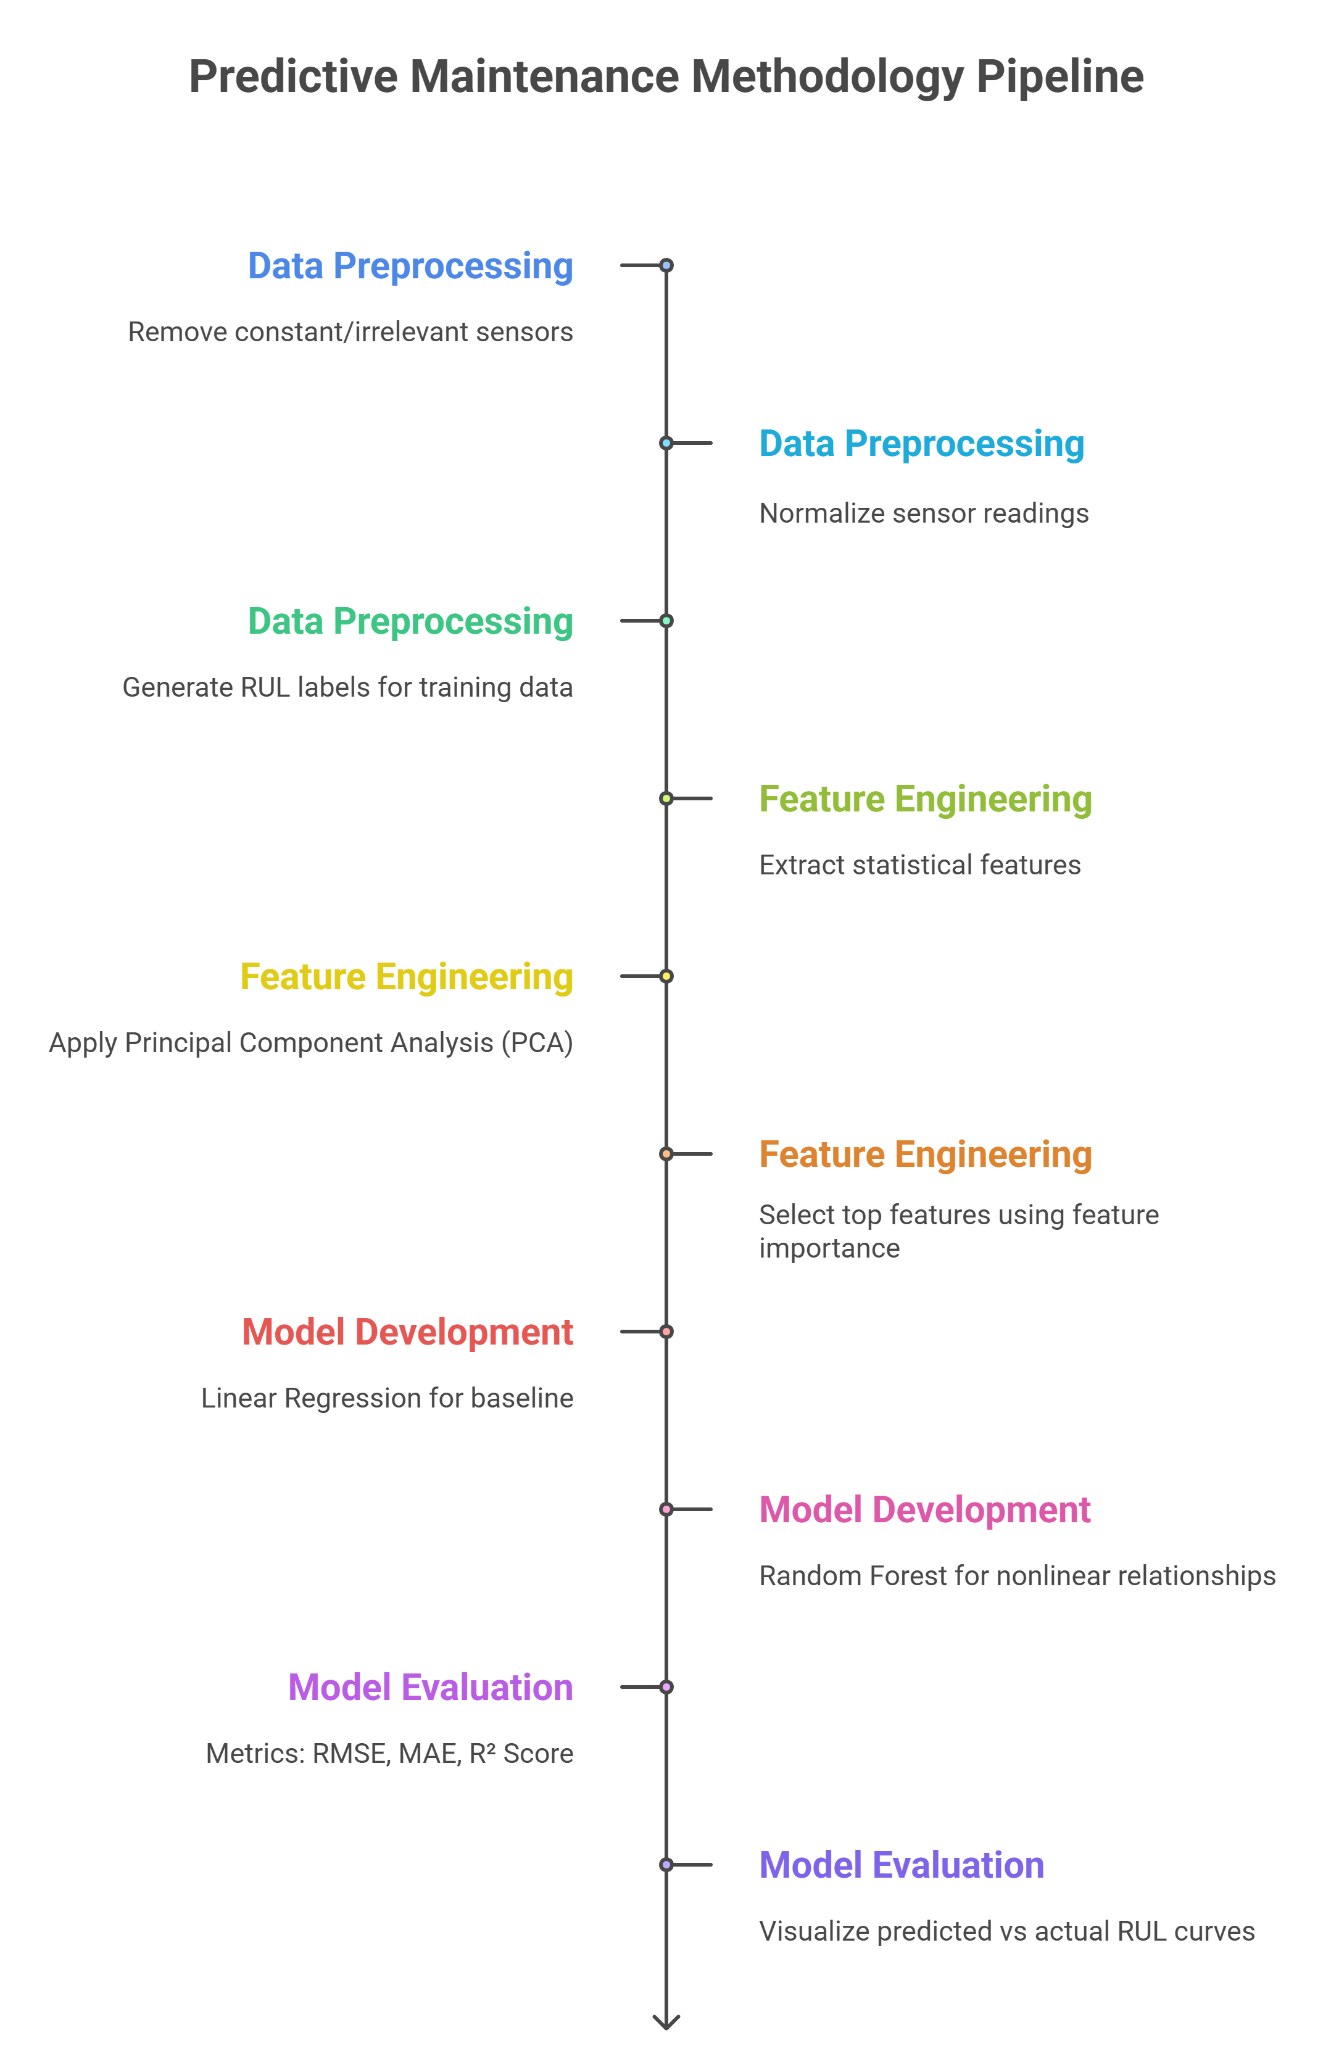 Predictive Maintenance Methodology Pipeline
Data Preprocessing
Remove constant/irrelevant sensors
Data Preprocessing
Normalize sensor readings
Data Preprocessing
Generate RUL labels for training data
Feature Engineering
Extract statistical features
Feature Engineering
Apply Principal Component Analysis (PCA)
Feature Engineering
Select top features using feature
importance
Model Development
Linear Regression for baseline
Model Development
Random Forest for nonlinear relationships
Model Evaluation
Metrics: RMSE, MAE, R² Score
Model Evaluation
Visualize predicted vs actual RUL curves